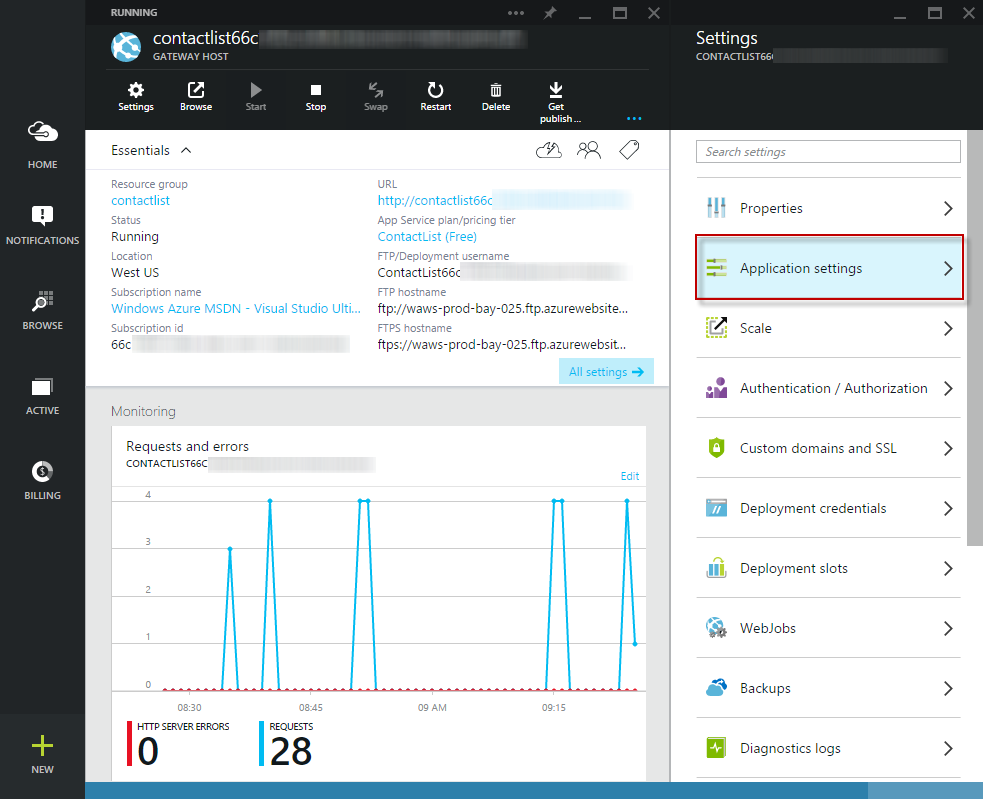 RUNNING
contactlist66c
GATEWAY HOST
Settings
Browse
Start
Stop
Swap
Restart
Delete
Get
publish ...
HOME
NOTIFICATIONS
BROWSE
ACTIVE
BILLING
NEW
Essentials
Resource group
contactlist
Status
Running
Location
West US
Subscription name
Windows Azure MSDN - Visual Studio Ulti...
Subscription id
66c
URL
http://contactlist66c
App Service plan/pricing tier
ContactList (Free)
FTP/Deployment username
ContactList66c
FTP hostname
ftp://waws-prod-bay-025.ftp.azurewebsite...
FTPS hostname
ftps://waws-prod-bay-025.ftp.azurewebsit...
All settings
Monitoring
Requests and errors
CONTACTLIST66C
Edit
4
3
2
1
0
08:30 08:45 09 AM 09:15
HTTP SERVER ERRORS
0
REQUESTS
28
Settings
CONTACTLIST66
Search settings
Properties
Application settings
Scale
Authentication / Authorization
Custom domains and SSL
Deployment credentials
Deployment slots
WebJobs
Backups
Diagnostics logs